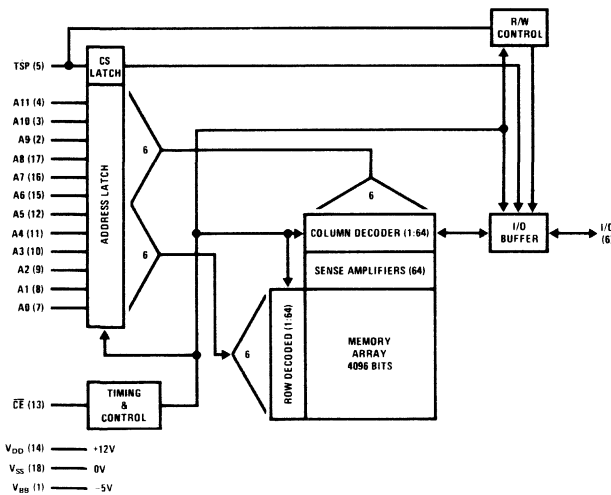 R/W
CONTROL
TSP (5)
CS
LATCH
A11 (4)
A10 (3)
A9 (2)
A8 (17)
A7 (16)
A6 (15)
A5 (12)
A4 (11)
A3 (10)
A2 (9)
A1 (8)
A0 (7)
ADDRESS LATCH
6
6
6
COLUMN DECODER (1:64)
SENSE AMPLIFIERS (64)
I/O
BUFFER
I/O
(6)
6
ROW DECODED (1:64)
MEMORY
ARRAY
4096 BITS
CE (13)
TIMING
&
CONTROL
VDD (14) +12V
VSS (18) 0V
VBB (1) −5V